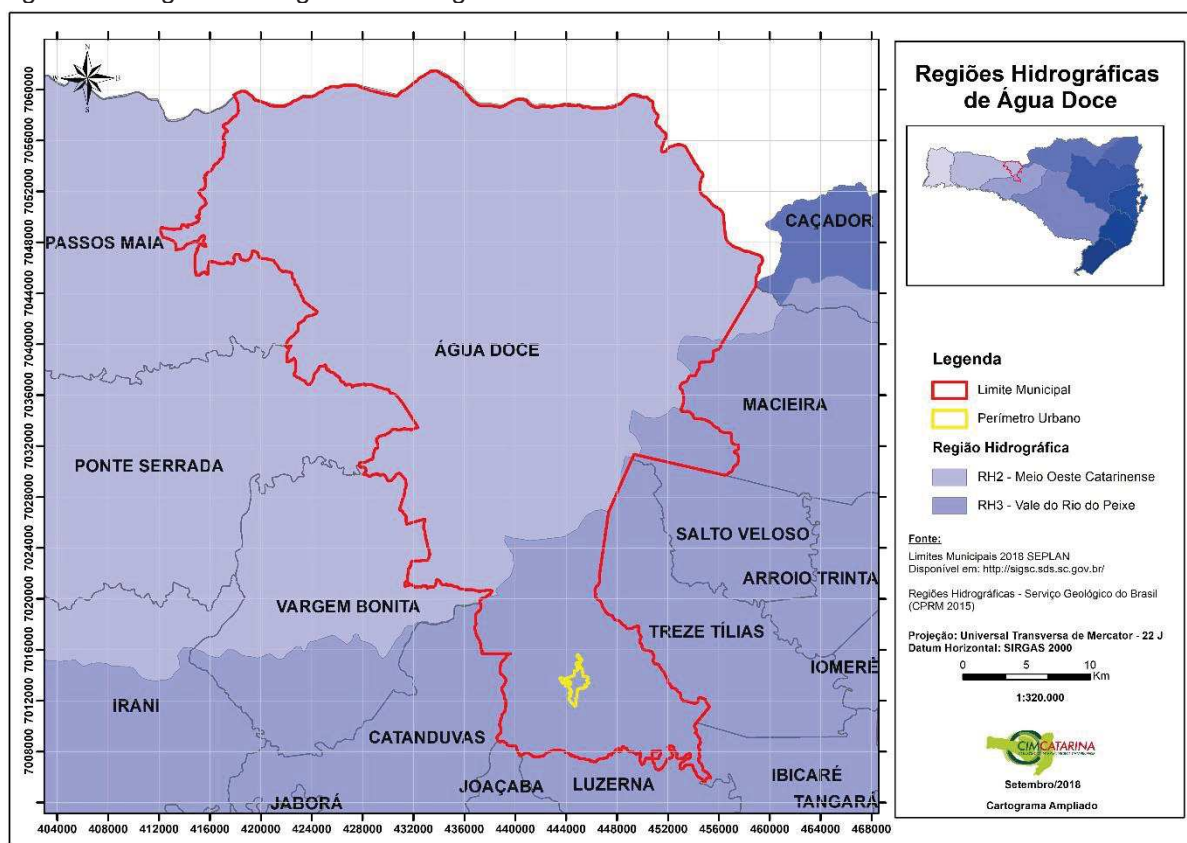 N
W
S
Regiões Hidrográficas
de Água Doce
7060000
7056000
7052000
7048000
7044000
7040000
7036000
7032000
7028000
7024000
7020000
7016000
7012000
7008000
CAÇADOR
PASSOS MAIA
ÁGUA DOCE
MACIEIRA
PONTE SERRADA
SALTO VELOSO
ARROIO TRINTA
VARGEM BONITA
TREZE TÍLIAS
IOMERÊ
IRANI
CATANDUVAS
JOAÇABA
LUZERNA
IBICARÉ
JABORÁ
TANGARÁ
404000 408000 412000 416000 420000 424000 428000 432000 436000 440000 444000 448000 452000 456000 460000 464000 468000
Legenda
Limite Municipal
Perímetro Urbano
Região Hidrográfica
RH2 - Meio Oeste Catarinense
RH3 - Vale do Rio do Peixe
Fonte:
Limites Municipais 2018 SEPLAN
Disponível em: http://sigsc.sds.sc.gov.br/
Regiões Hidrográficas - Serviço Geológico do Brasil
(CPRM 2015)
Projeção: Universal Transversa de Mercator - 22 J
Datum Horizontal: SIRGAS 2000
0 5 10
Km
1:320.000
CIMCATARINA
Setembro/2018
Cartograma Ampliado